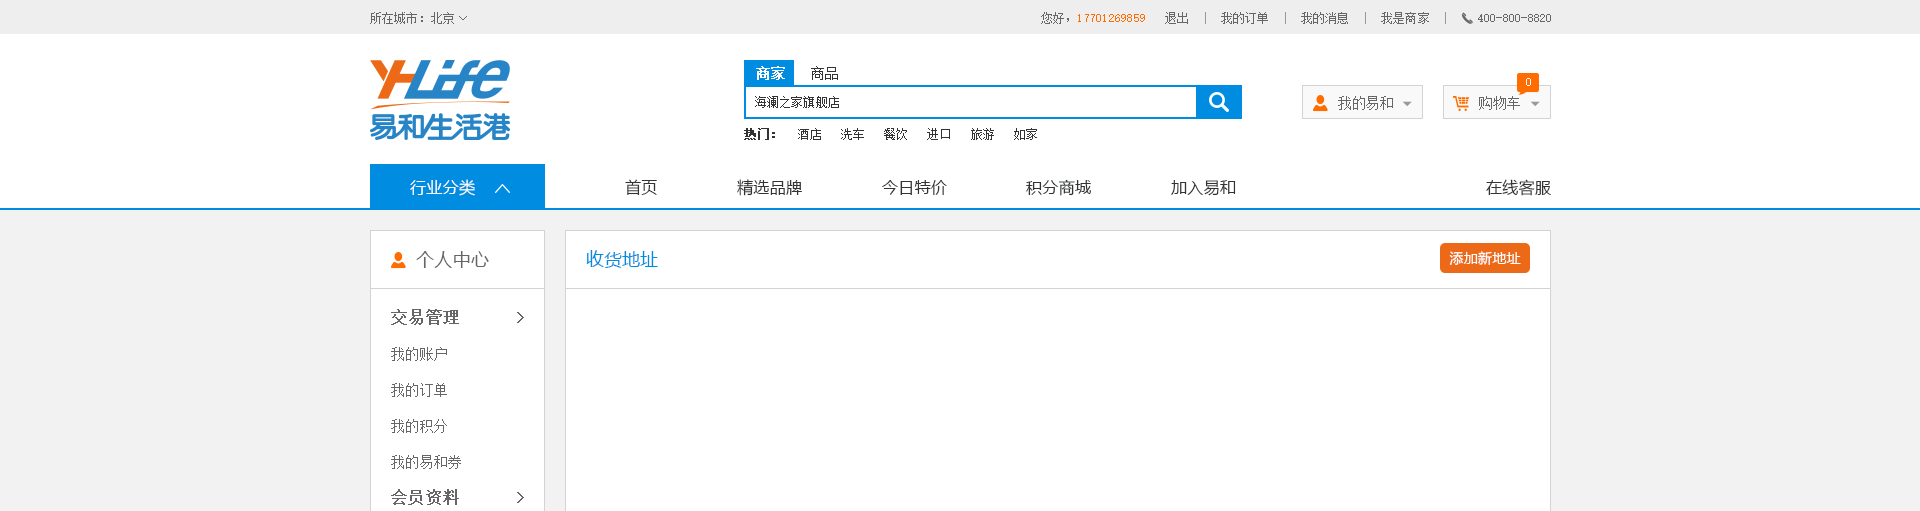 所在城市：北京
您好，17701269859 退出 我的订单 我的消息 我是商家 400-800-8820
YHLife
易和生活港
商家 商品
海澜之家旗舰店
热门： 酒店 洗车 餐饮 进口 旅游 如家
我的易和
购物车 0
行业分类 首页 精选品牌 今日特价 积分商城 加入易和 在线客服
个人中心
交易管理
我的账户
我的订单
我的积分
我的易和券
会员资料
收货地址 添加新地址